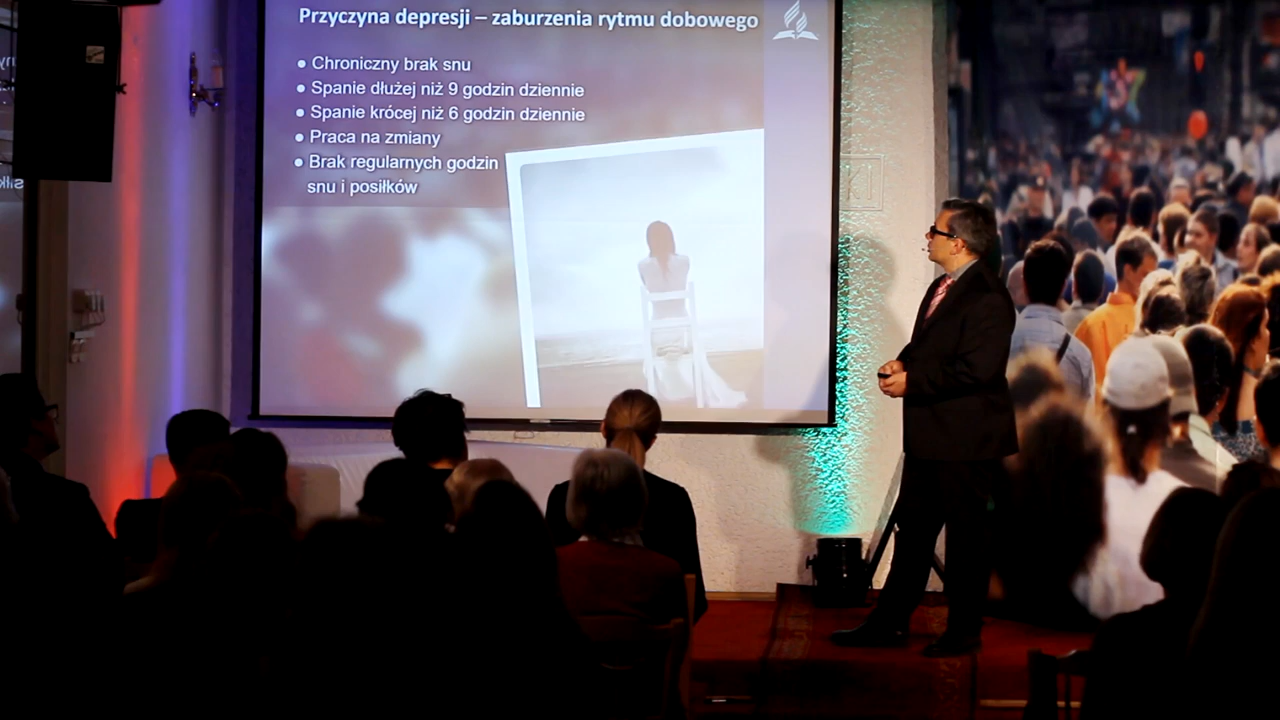 Przyczyna depresji – zaburzenia rytmu dobowego
● Chroniczny brak snu
● Spanie dłużej niż 9 godzin dziennie
● Spanie krócej niż 6 godzin dziennie
● Praca na zmiany
● Brak regularnych godzin
snu i posiłków